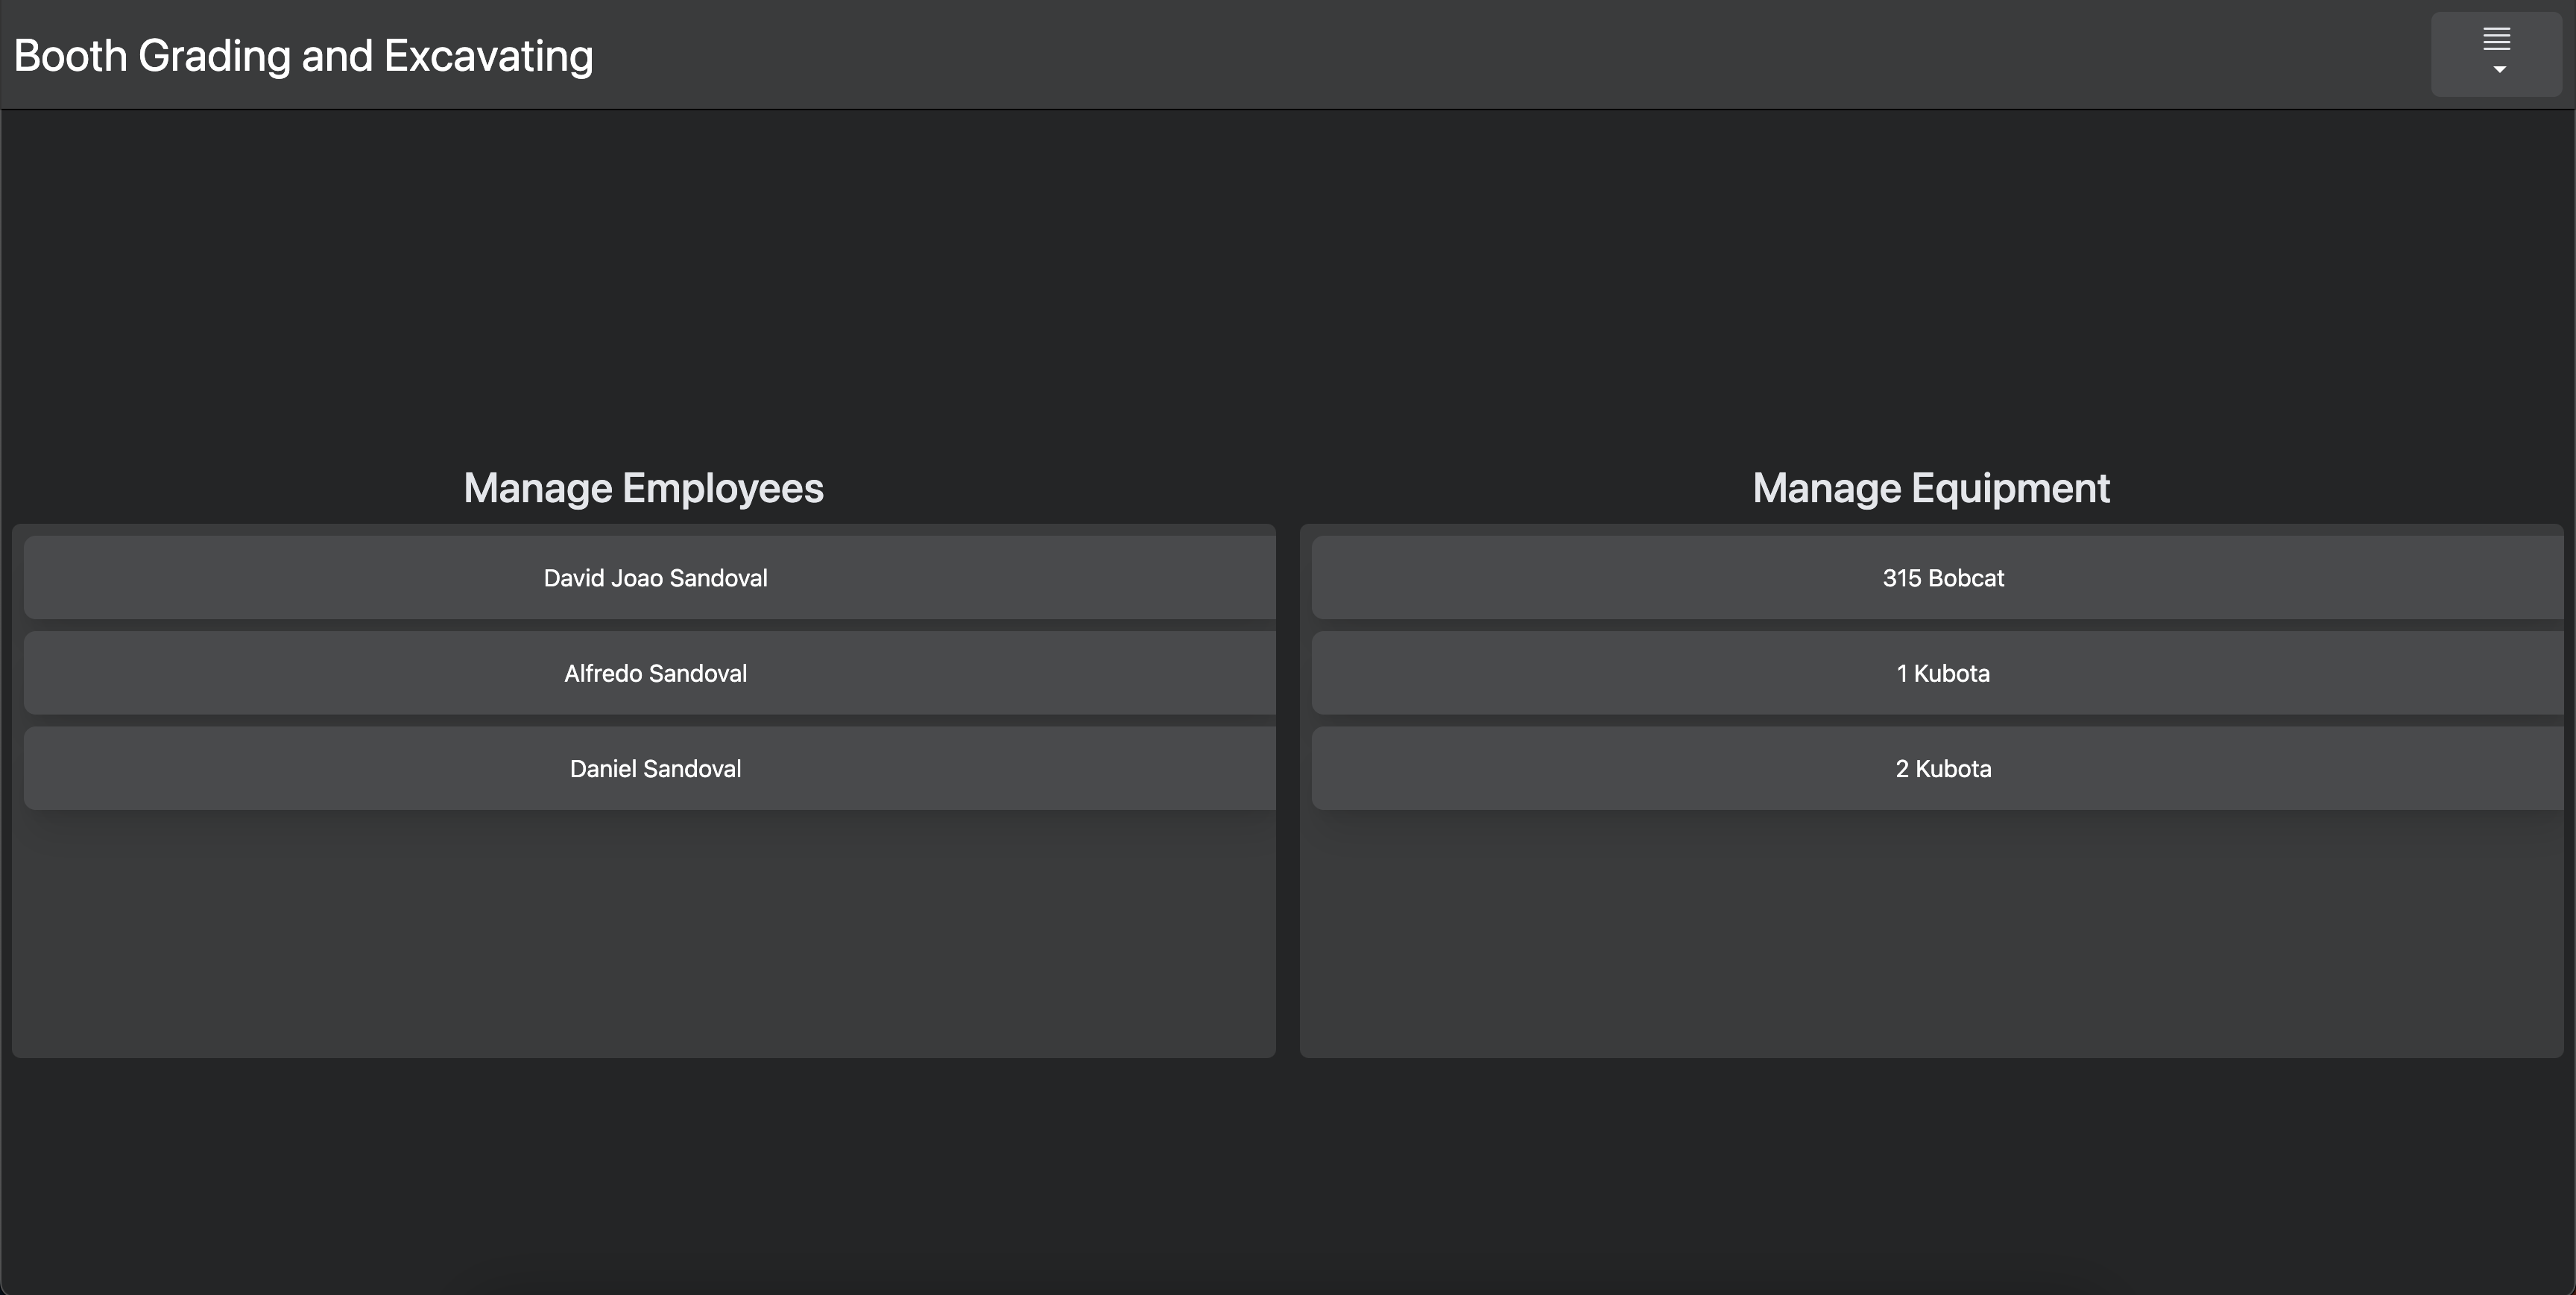 Booth Grading and Excavating
Manage Employees
David Joao Sandoval
Alfredo Sandoval
Daniel Sandoval
Manage Equipment
315 Bobcat
1 Kubota
2 Kubota